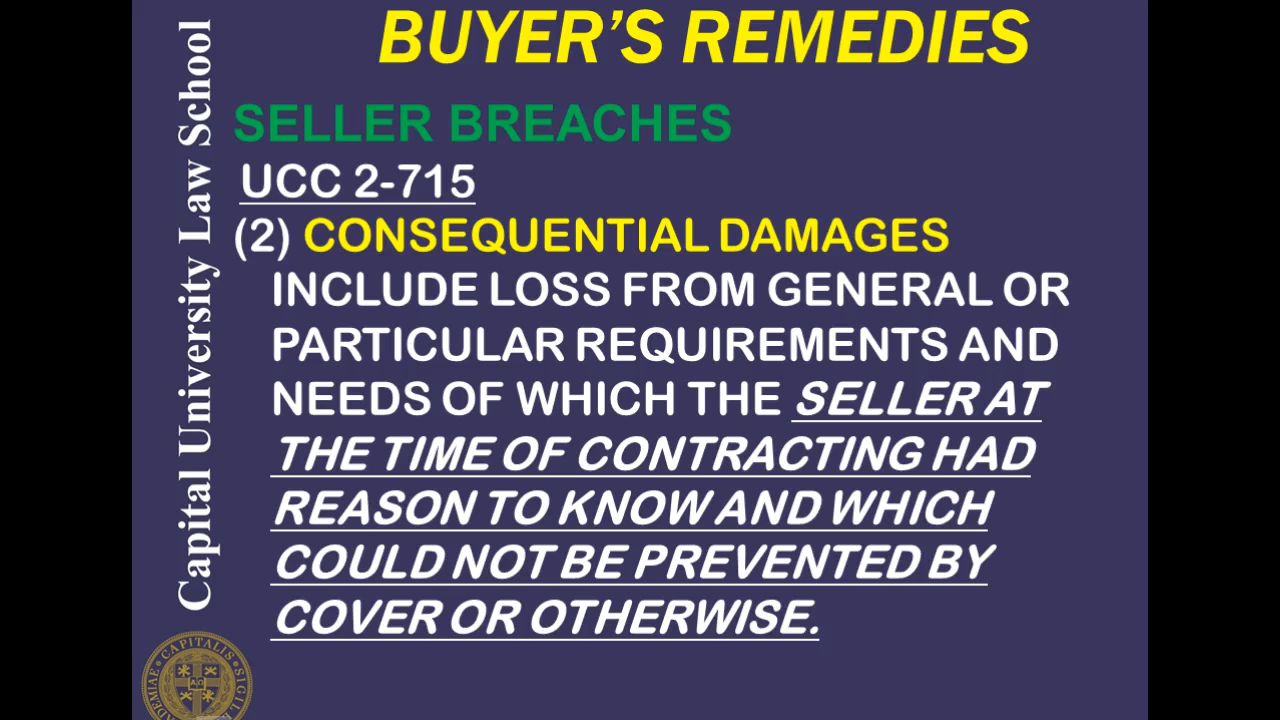 BUYER’S REMEDIES
Capital University Law School
SELLER BREACHES
UCC 2-715
(2) CONSEQUENTIAL DAMAGES
INCLUDE LOSS FROM GENERAL OR
PARTICULAR REQUIREMENTS AND
NEEDS OF WHICH THE SELLER AT
THE TIME OF CONTRACTING HAD
REASON TO KNOW AND WHICH
COULD NOT BE PREVENTED BY
COVER OR OTHERWISE.
CAPITALIS